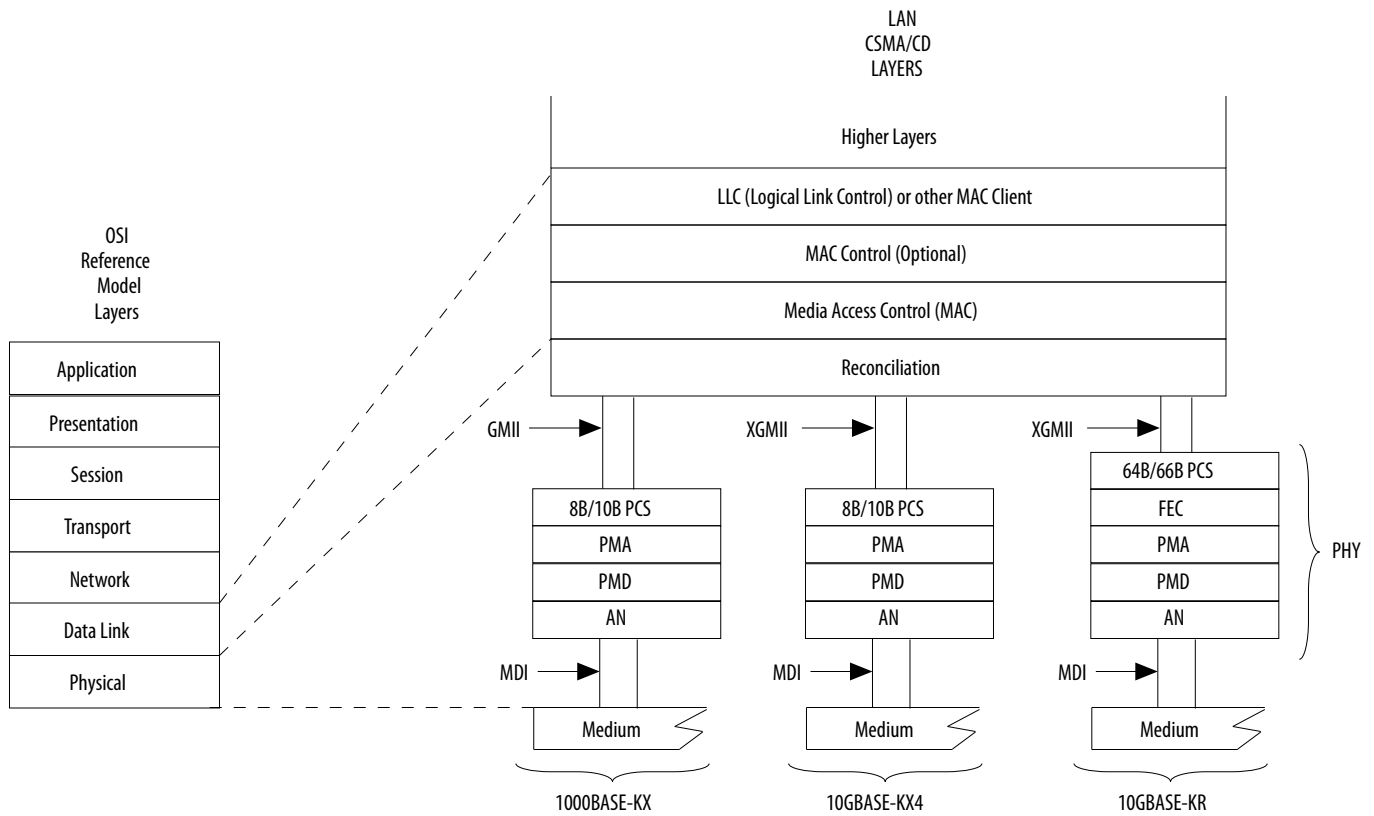 LAN
CSMA/CD
LAYERS
Higher Layers
LLC (Logical Link Control) or other MAC Client
MAC Control (Optional)
Media Access Control (MAC)
Reconciliation
OSI
Reference
Model
Layers
Application
Presentation
Session
Transport
Network
Data Link
Physical
GMII
XGMII
XGMII
8B/10B PCS
PMA
PMD
AN
8B/10B PCS
PMA
PMD
AN
64B/66B PCS
FEC
PMA
PMD
AN
PHY
MDI
MDI
MDI
Medium
Medium
Medium
1000BASE-KX
10GBASE-KX4
10GBASE-KR